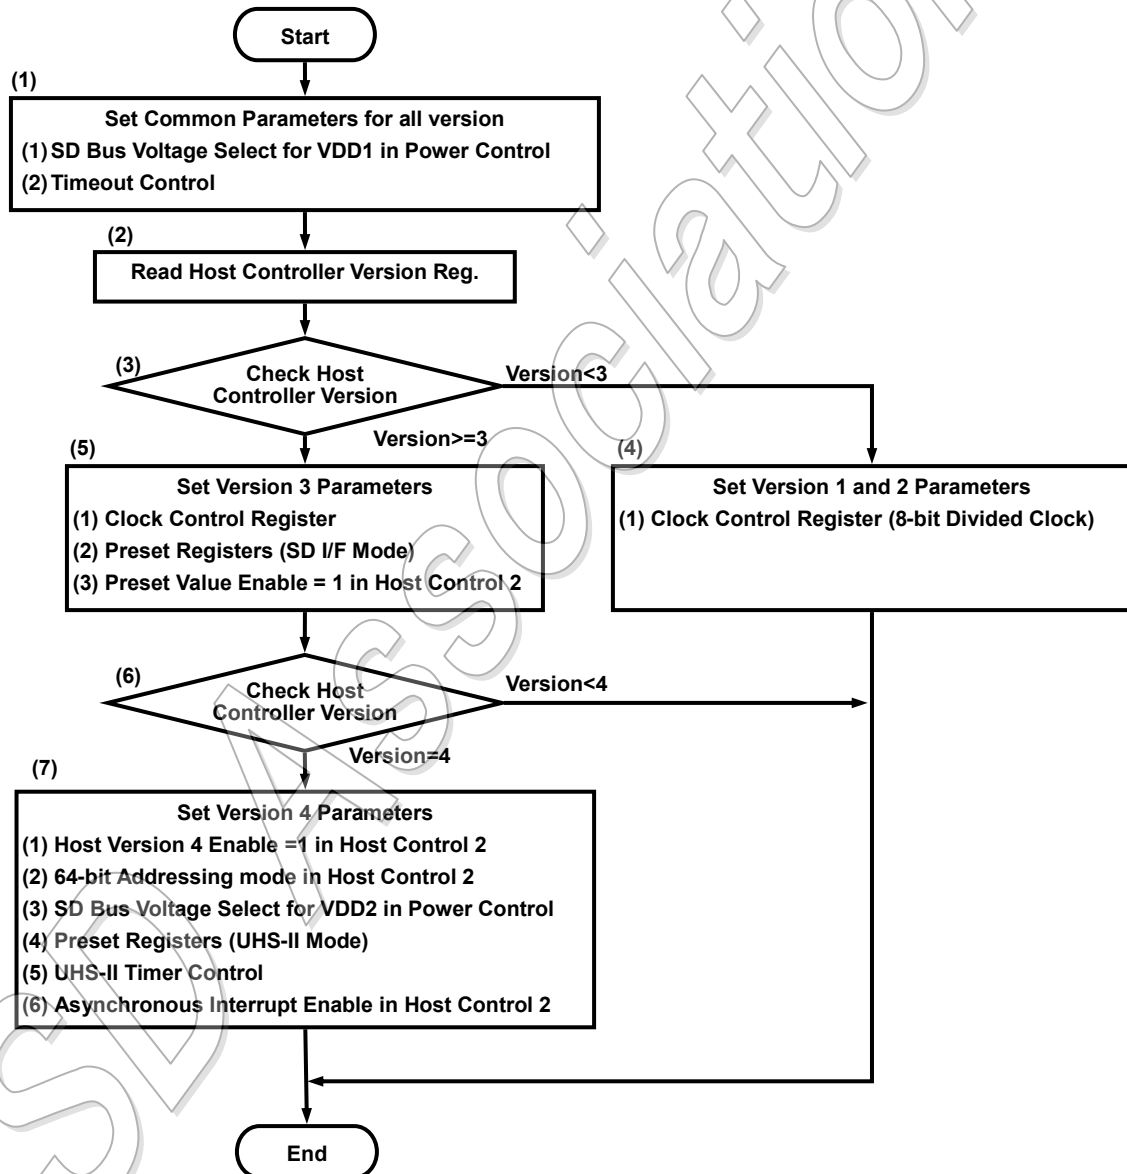 Start
(1)
Set Common Parameters for all version
(1) SD Bus Voltage Select for VDD1 in Power Control
(2) Timeout Control
(2)
Read Host Controller Version Reg.
(3)
Check Host
Controller Version
Version<3
Version>=3
(5)
Set Version 3 Parameters
(1) Clock Control Register
(2) Preset Registers (SD I/F Mode)
(3) Preset Value Enable = 1 in Host Control 2
(4)
Set Version 1 and 2 Parameters
(1) Clock Control Register (8-bit Divided Clock)
(6)
Check Host
Controller Version
Version<4
Version=4
(7)
Set Version 4 Parameters
(1) Host Version 4 Enable =1 in Host Control 2
(2) 64-bit Addressing mode in Host Control 2
(3) SD Bus Voltage Select for VDD2 in Power Control
(4) Preset Registers (UHS-II Mode)
(5) UHS-II Timer Control
(6) Asynchronous Interrupt Enable in Host Control 2
End
SD Association